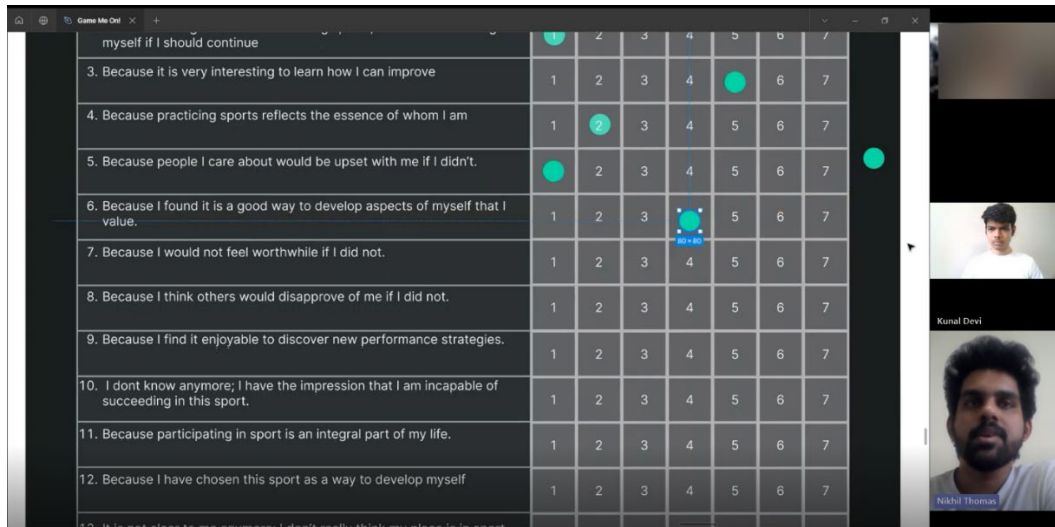 Game Me On!
myself if I should continue
1 2 3 4 5 6 7
3. Because it is very interesting to learn how I can improve
1 2 3 4 6 7
4. Because practicing sports reflects the essence of whom I am
1 2 3 4 5 6 7
5. Because people I care about would be upset with me if I didn't.
2 3 4 5 6 7
6. Because I found it is a good way to develop aspects of myself that I
value.
1 2 3 5 6 7
80 × 80
7. Because I would not feel worthwhile if I did not.
1 2 3 4 5 6 7
8. Because I think others would disapprove of me if I did not.
1 2 3 4 5 6 7
9. Because I find it enjoyable to discover new performance strategies.
1 2 3 4 5 6 7
10. I dont know anymore; I have the impression that I am incapable of
succeeding in this sport.
1 2 3 4 5 6 7
11. Because participating in sport is an integral part of my life.
1 2 3 4 5 6 7
12. Because I have chosen this sport as a way to develop myself
1 2 3 4 5 6 7
Kunal Devi
Nikhil Thomas